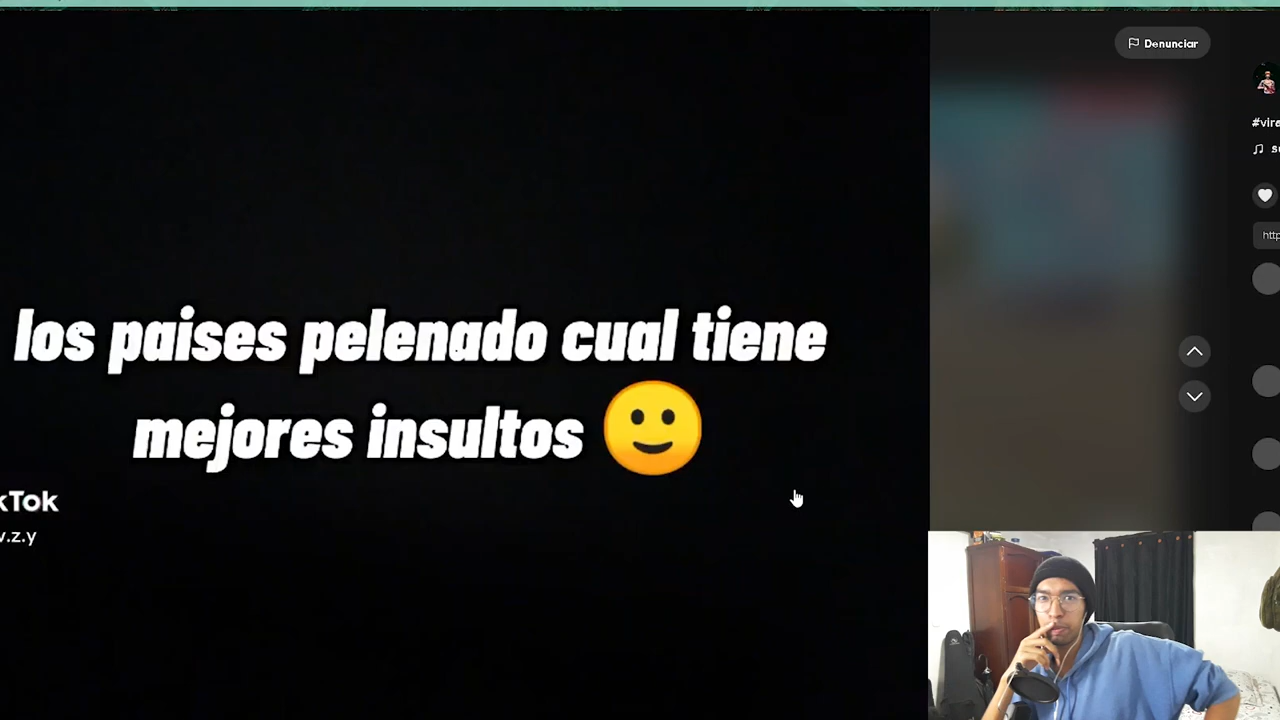 Denunciar
los paises pelenado cual tiene
mejores insultos
kTok
.z.y